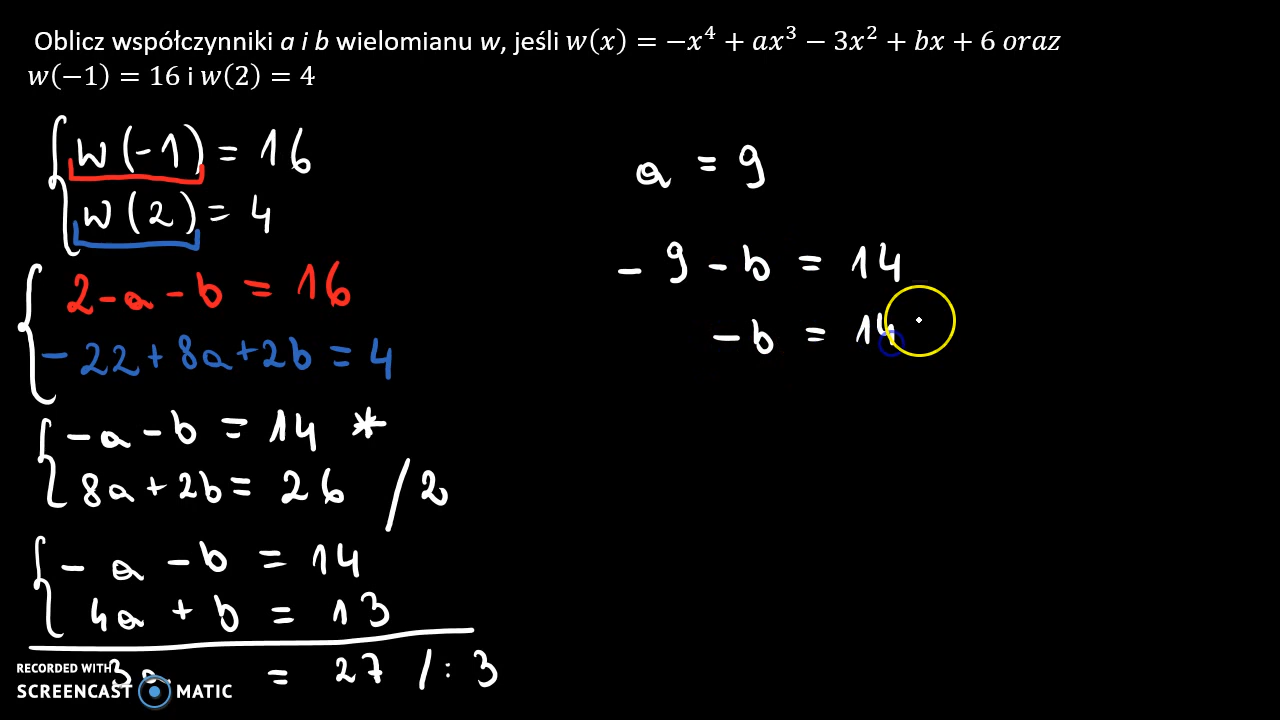 Oblicz współczynniki a i b wielomianu w, jeśli w(x) = −x⁴ + ax³ − 3x² + bx + 6 oraz
w(−1) = 16 i w(2) = 4
w(-1) = 16
w(2) = 4
2-a-b = 16
-22+8a+2b = 4
-a-b = 14 *
8a+2b = 26 /2
-a-b = 14
4a+b = 13
3a = 27 /:3
RECORDED WITH
SCREENCAST MATIC
a = 9
-9-b = 14
-b = 14